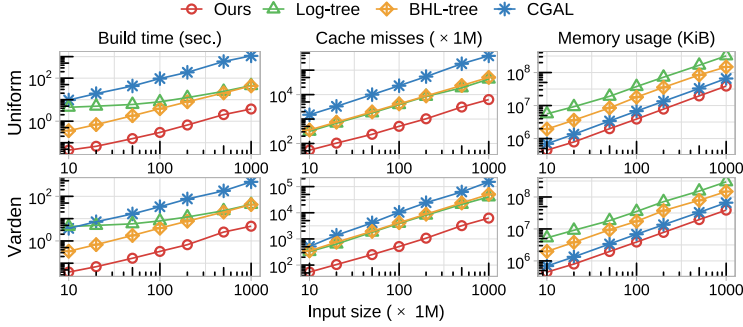 Ours Log-tree BHL-tree CGAL
Build time (sec.) Cache misses ( × 1M) Memory usage (KiB)
Uniform
10² 10⁰
10⁴ 10²
10⁸ 10⁷ 10⁶
10 100 1000 10 100 1000 10 100 1000
Varden
10² 10⁰
10⁵ 10⁴ 10³ 10²
10⁸ 10⁷ 10⁶
10 100 1000 10 100 1000 10 100 1000
Input size ( × 1M)